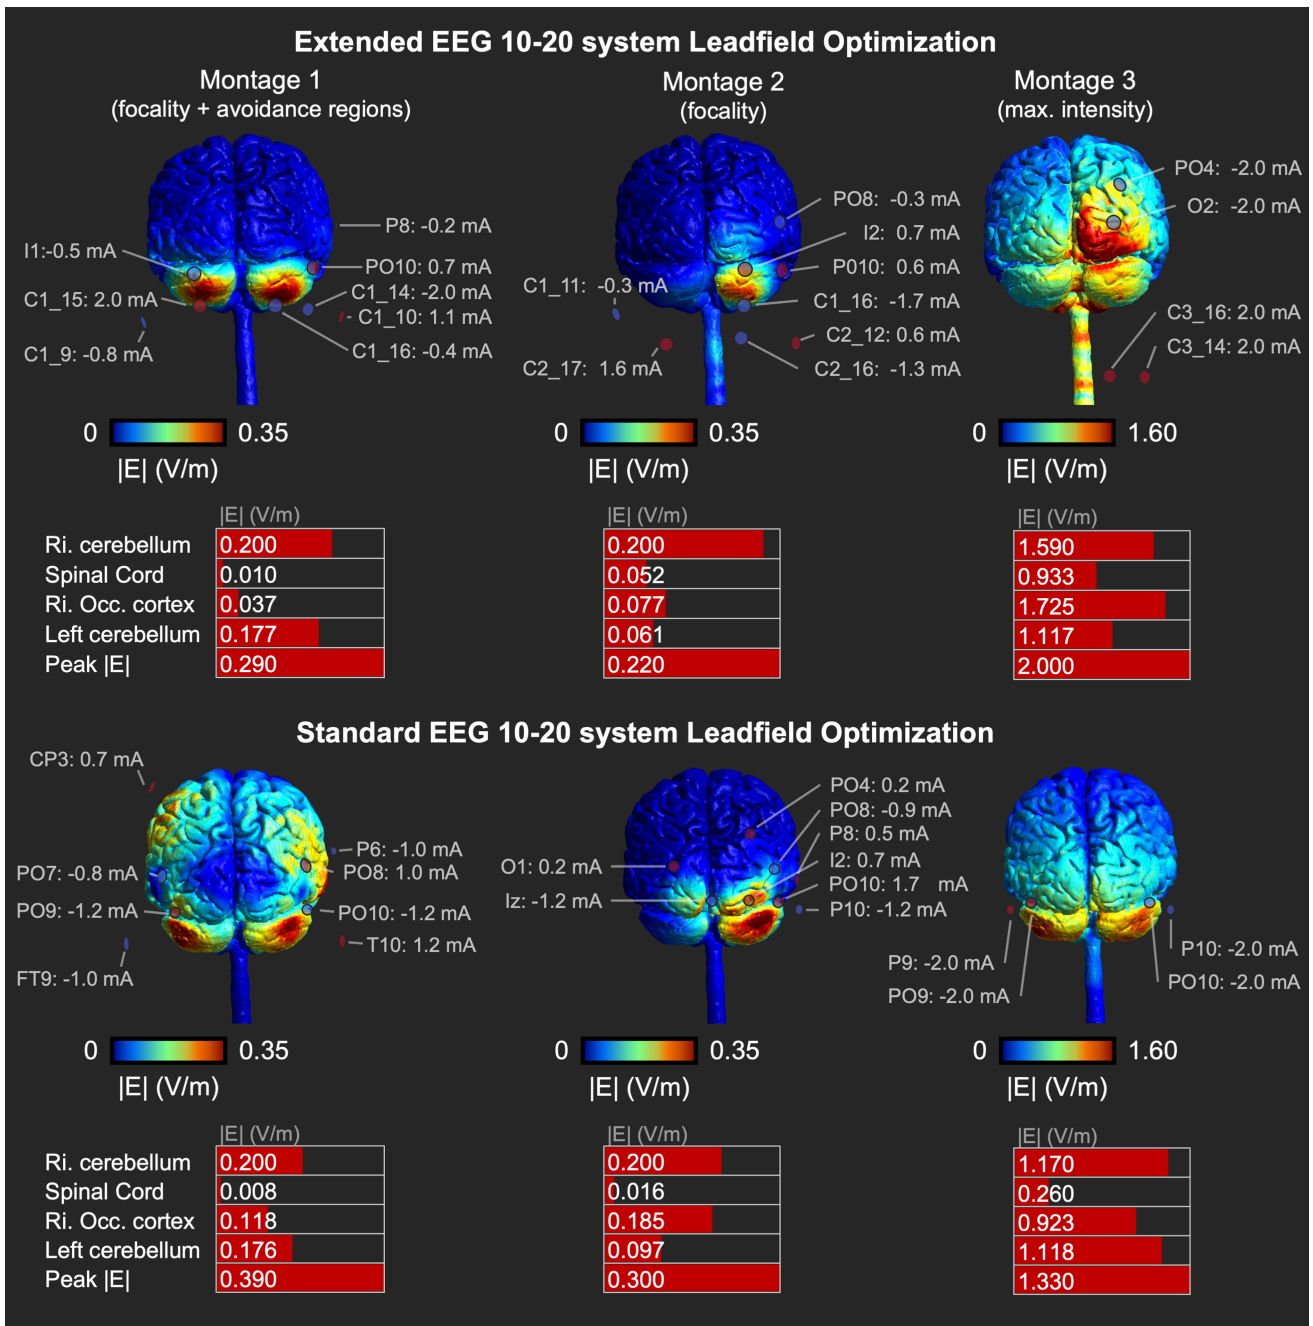 Extended EEG 10-20 system Leadfield Optimization
Montage 1
(focality + avoidance regions)
Montage 2
(focality)
Montage 3
(max. intensity)
P8: -0.2 mA
I1:-0.5 mA
PO10: 0.7 mA
C1_15: 2.0 mA
C1_14: -2.0 mA
C1_10: 1.1 mA
C1_9: -0.8 mA
C1_16: -0.4 mA
PO8: -0.3 mA
I2: 0.7 mA
P010: 0.6 mA
C1_11: -0.3 mA
C1_16: -1.7 mA
C2_12: 0.6 mA
C2_17: 1.6 mA
C2_16: -1.3 mA
PO4: -2.0 mA
O2: -2.0 mA
C3_16: 2.0 mA
C3_14: 2.0 mA
0 0.35
|E| (V/m)
0 0.35
|E| (V/m)
0 1.60
|E| (V/m)
|E| (V/m)
Ri. cerebellum 0.200
Spinal Cord 0.010
Ri. Occ. cortex 0.037
Left cerebellum 0.177
Peak |E| 0.290
|E| (V/m)
0.200
0.052
0.077
0.061
0.220
|E| (V/m)
1.590
0.933
1.725
1.117
2.000
Standard EEG 10-20 system Leadfield Optimization
CP3: 0.7 mA
P6: -1.0 mA
PO7: -0.8 mA
PO8: 1.0 mA
PO9: -1.2 mA
PO10: -1.2 mA
T10: 1.2 mA
FT9: -1.0 mA
PO4: 0.2 mA
PO8: -0.9 mA
P8: 0.5 mA
O1: 0.2 mA
I2: 0.7 mA
PO10: 1.7 mA
Iz: -1.2 mA
P10: -1.2 mA
P9: -2.0 mA
P10: -2.0 mA
PO9: -2.0 mA
PO10: -2.0 mA
0 0.35
|E| (V/m)
0 0.35
|E| (V/m)
0 1.60
|E| (V/m)
|E| (V/m)
Ri. cerebellum 0.200
Spinal Cord 0.008
Ri. Occ. cortex 0.118
Left cerebellum 0.176
Peak |E| 0.390
|E| (V/m)
0.200
0.016
0.185
0.097
0.300
|E| (V/m)
1.170
0.260
0.923
1.118
1.330